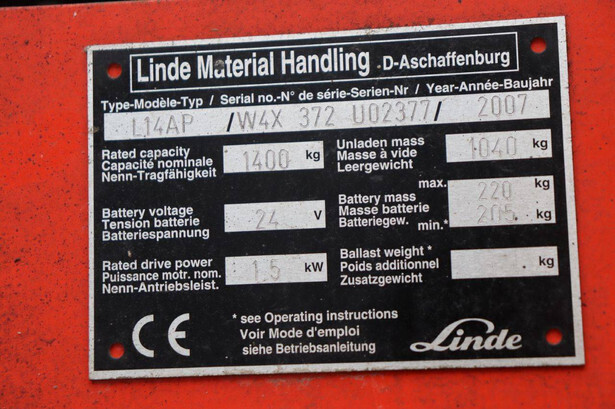 Linde Material Handling D-Aschaffenburg
Type-Modèle-Typ / Serial no.-N° de série-Serien-Nr / Year-Année-Baujahr
L14AP /W4X 372 U02377/ 2007
Rated capacity
Capacité nominale
Nenn-Tragfähigkeit
1400 kg
Unladen mass
Masse à vide
Leergewicht
1040 kg
Battery voltage
Tension batterie
Batteriespannung
24 V
max. 220 kg
Battery mass
Masse batterie
Batteriegew. min.* 205 kg
Rated drive power
Puissance motr. nom.
Nenn-Antriebsleist.
1.5 kW
Ballast weight *
Poids additionnel
Zusatzgewicht
kg
CE
* see Operating instructions
Voir Mode d'emploi
siehe Betriebsanleitung
Linde